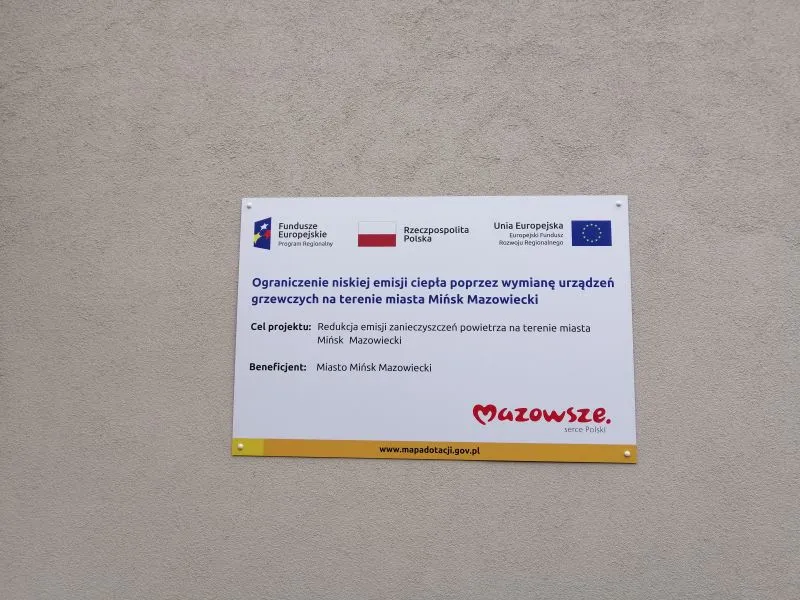 Fundusze
Europejskie
Program Regionalny
Rzeczpospolita
Polska
Unia Europejska
Europejski Fundusz
Rozwoju Regionalnego
Ograniczenie niskiej emisji ciepła poprzez wymianę urządzeń
grzewczych na terenie miasta Mińsk Mazowiecki
Cel projektu: Redukcja emisji zanieczyszczeń powietrza na terenie miasta
Mińsk Mazowiecki
Beneficjent: Miasto Mińsk Mazowiecki
Mazowsze.
serce Polski
www.mapadotacji.gov.pl